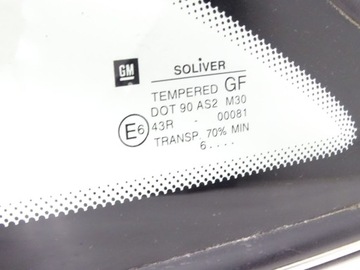 GM
SOLIVER
TEMPERED GF
DOT 90 AS2 M30
E6 43R - 00081
TRANSP. 70% MIN
6....